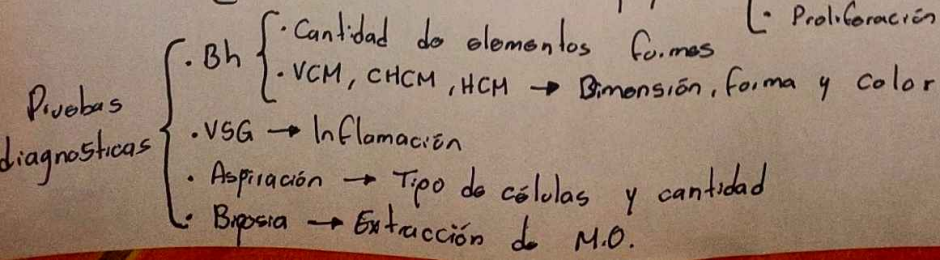 · Proliferación
Pruebas diagnosticas
· Bh
· Cantidad de elementos formes
· VCM, CHCM, HCM → Dimensión, forma y color
· VSG → Inflamación
· Aspiración → Tipo de células y cantidad
· Biposia → Extracción de M.O.